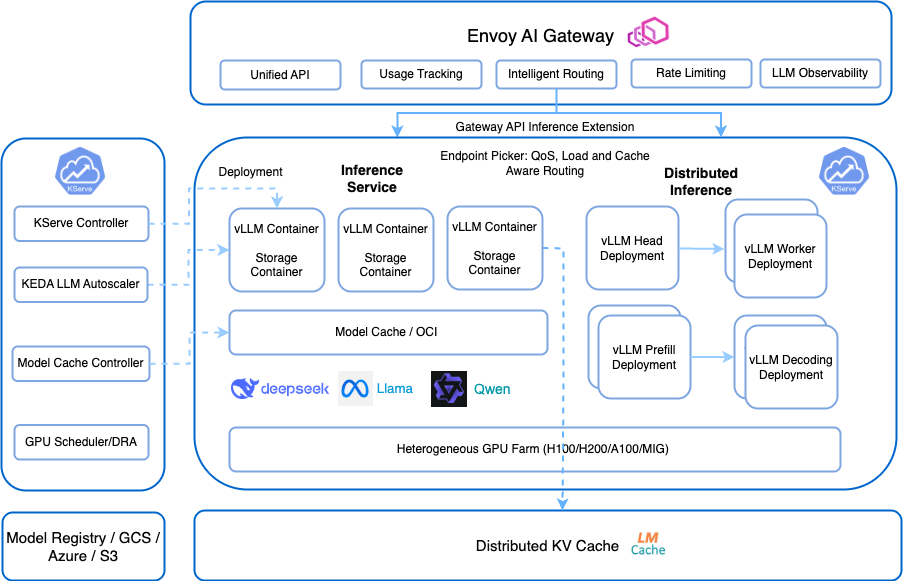 Envoy AI Gateway
Unified API
Usage Tracking
Intelligent Routing
Rate Limiting
LLM Observability
Gateway API Inference Extension
KServe
KServe Controller
KEDA LLM Autoscaler
Model Cache Controller
GPU Scheduler/DRA
Model Registry / GCS /
Azure / S3
Deployment
Inference
Service
Endpoint Picker: QoS, Load and Cache
Aware Routing
Distributed
Inference
KServe
vLLM Container
Storage
Container
vLLM Container
Storage
Container
vLLM Container
Storage
Container
vLLM Head
Deployment
vLLM Worker
Deployment
Model Cache / OCI
vLLM Prefill
Deployment
vLLM Decoding
Deployment
deepseek
Llama
Qwen
Heterogeneous GPU Farm (H100/H200/A100/MIG)
Distributed KV Cache
LM
Cache